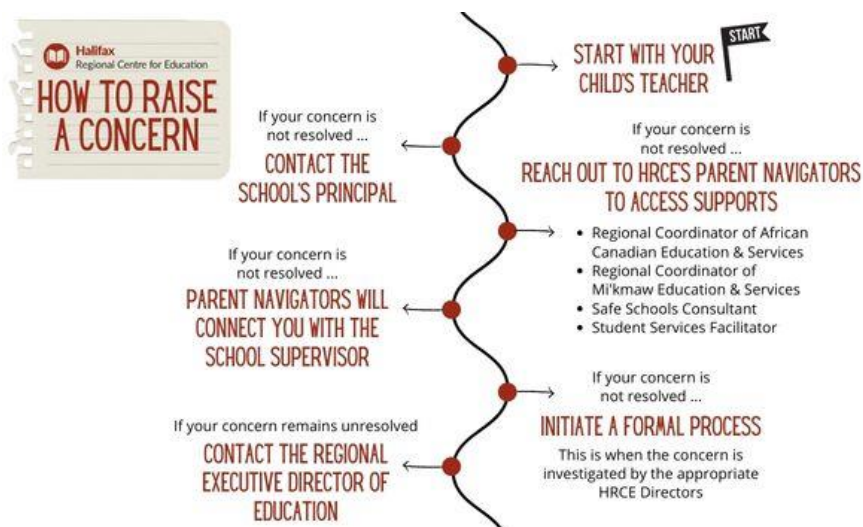 Halifax
Regional Centre for Education
HOW TO RAISE
A CONCERN
START
START WITH YOUR
CHILD'S TEACHER
If your concern is
not resolved ...
CONTACT THE
SCHOOL'S PRINCIPAL
If your concern is
not resolved ...
REACH OUT TO HRCE'S PARENT NAVIGATORS
TO ACCESS SUPPORTS
• Regional Coordinator of African
Canadian Education & Services
• Regional Coordinator of
Mi'kmaw Education & Services
• Safe Schools Consultant
• Student Services Facilitator
If your concern is
not resolved ...
PARENT NAVIGATORS WILL
CONNECT YOU WITH THE
SCHOOL SUPERVISOR
If your concern is
not resolved ...
INITIATE A FORMAL PROCESS
This is when the concern is
investigated by the appropriate
HRCE Directors
If your concern remains unresolved
CONTACT THE REGIONAL
EXECUTIVE DIRECTOR OF
EDUCATION